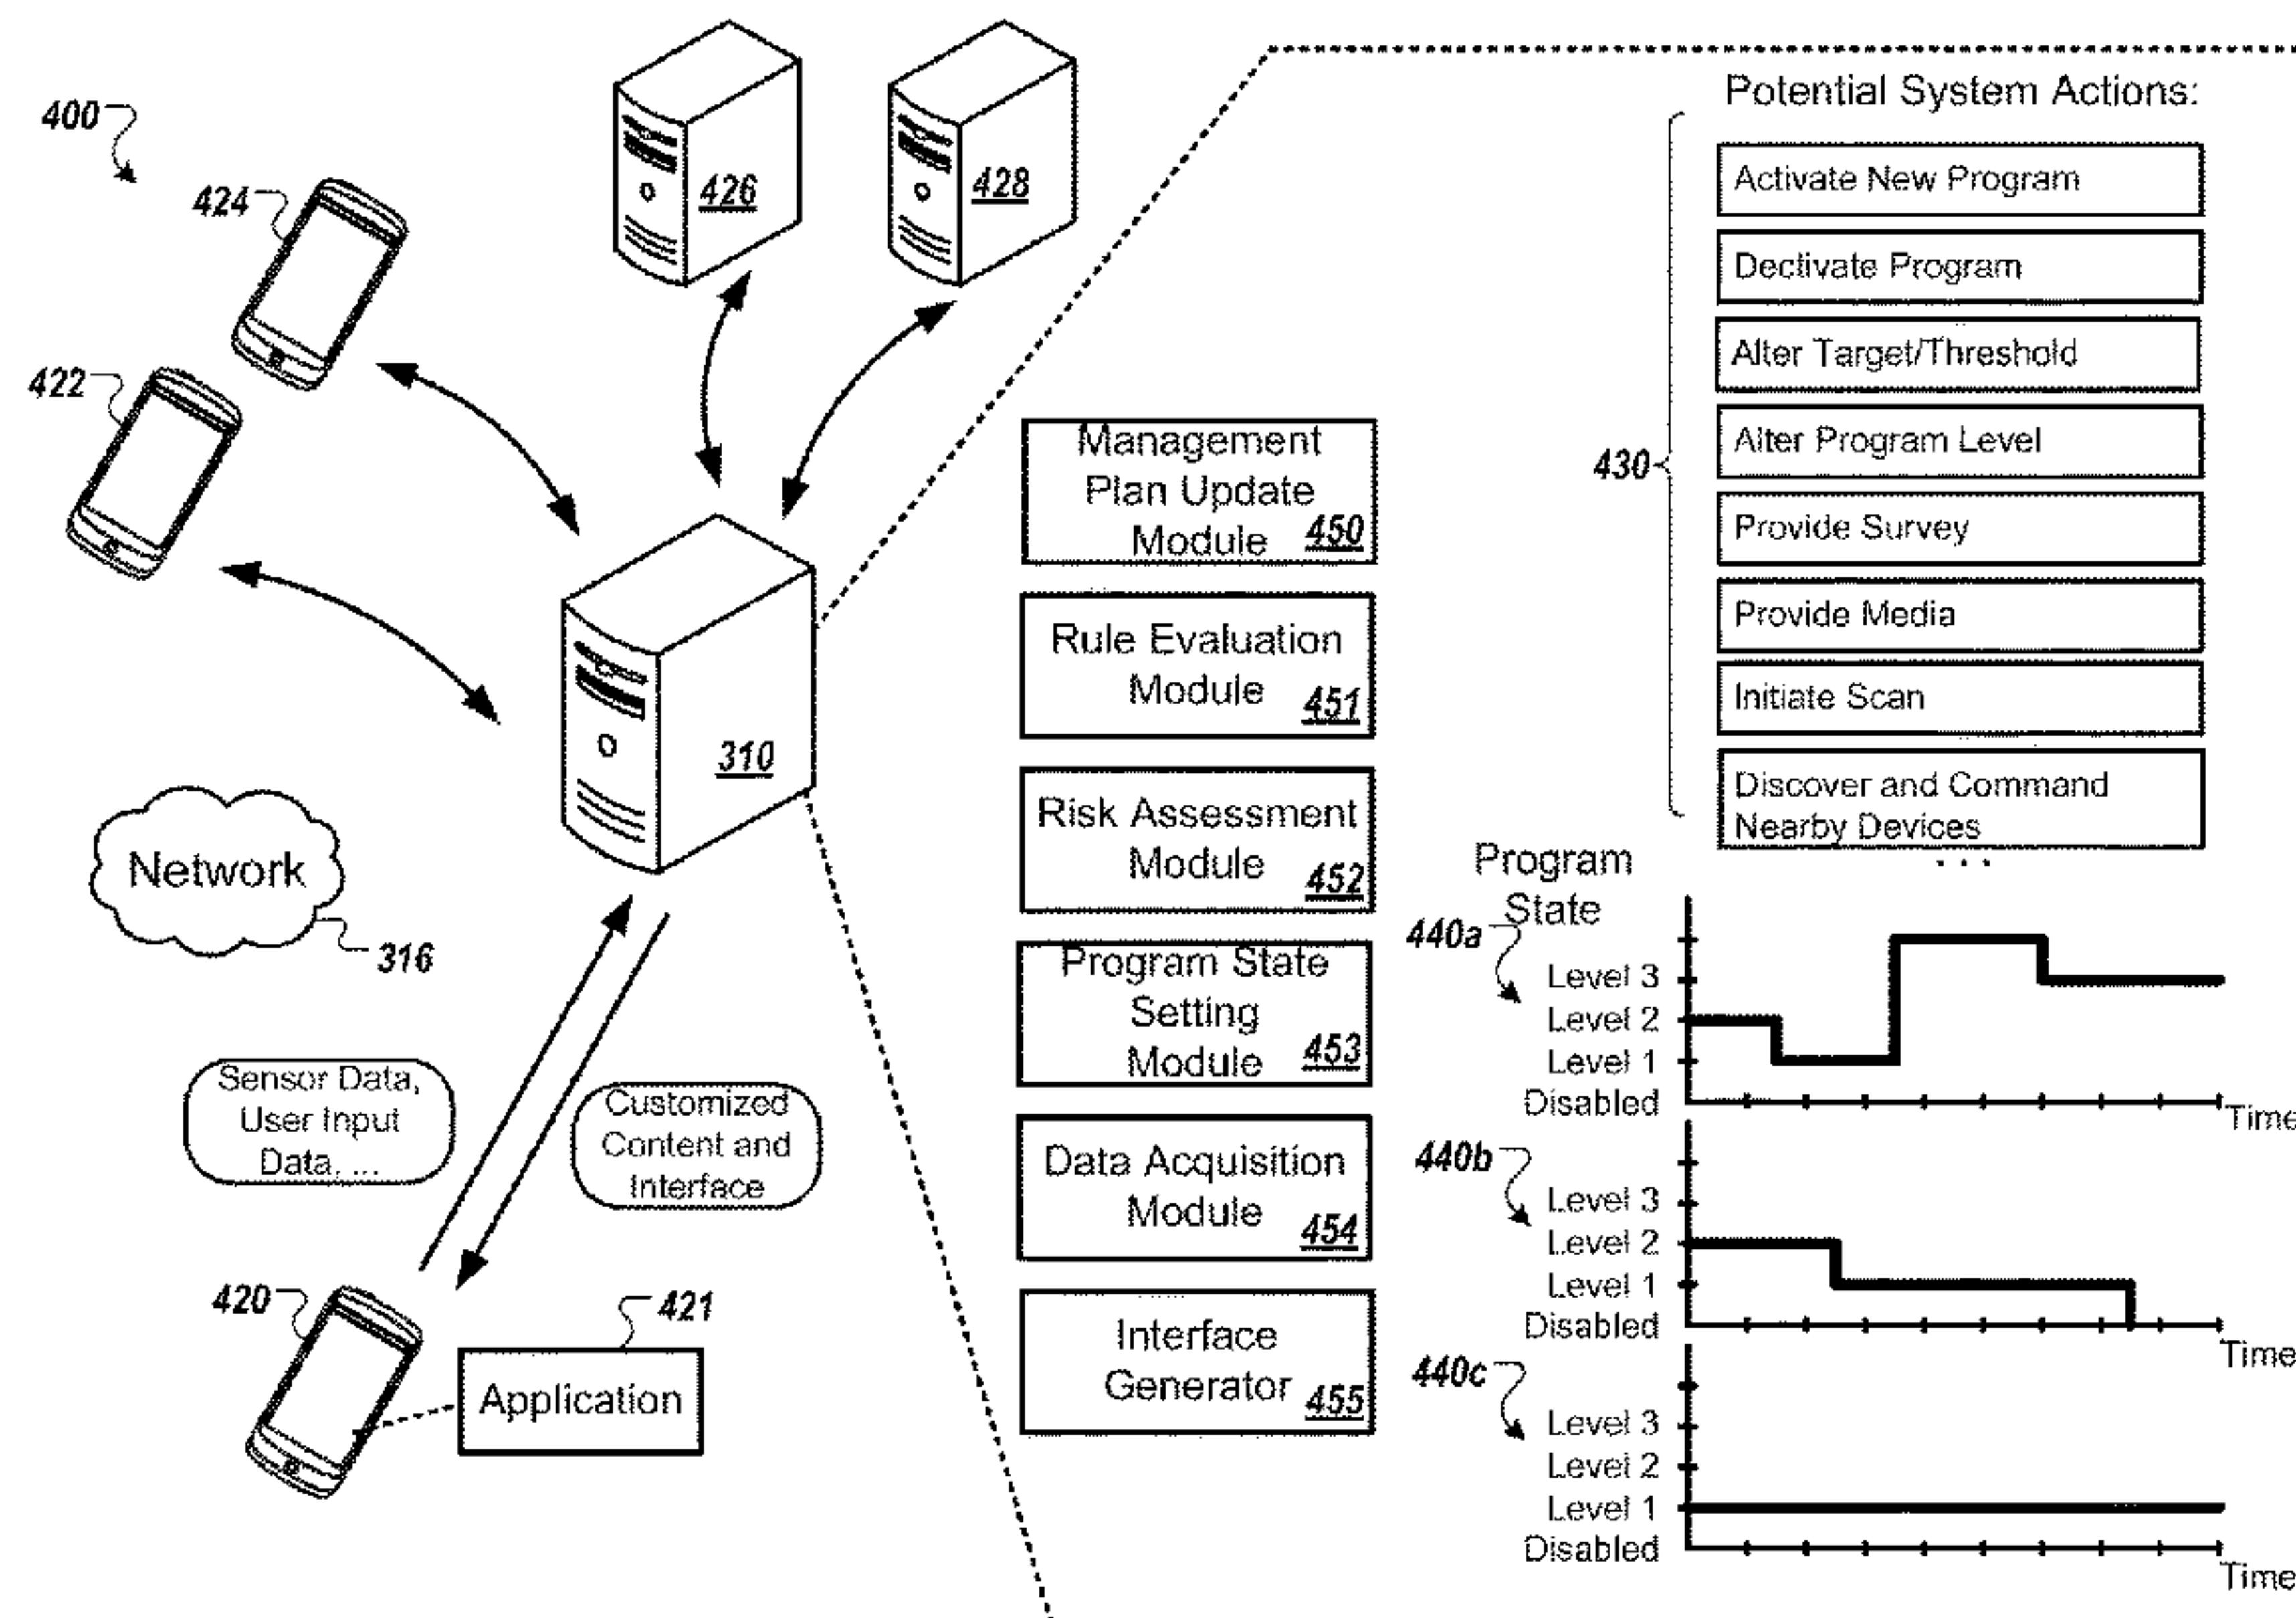 400
424
422
426
428
310
Network
316
Sensor Data,
User Input
Data, ...
Customized
Content and
Interface
420
421
Application
Management
Plan Update
Module 450
Rule Evaluation
Module 451
Risk Assessment
Module 452
Program State
Setting
Module 453
Data Acquisition
Module 454
Interface
Generator 455
Potential System Actions:
430
Activate New Program
Dectivate Program
Alter Target/Threshold
Alter Program Level
Provide Survey
Provide Media
Initiate Scan
Discover and Command
Nearby Devices
. . .
Program
State
440a
Level 3
Level 2
Level 1
Disabled
Time
440b
Level 3
Level 2
Level 1
Disabled
Time
440c
Level 3
Level 2
Level 1
Disabled
Time